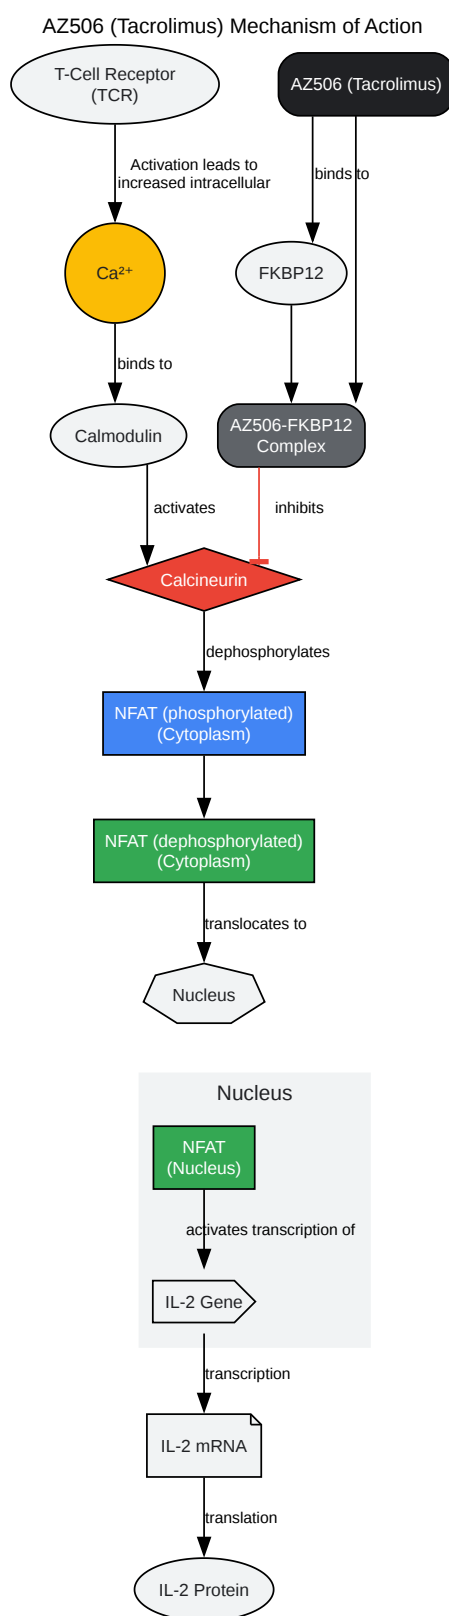 AZ506 (Tacrolimus) Mechanism of Action
T-Cell Receptor
(TCR)
AZ506 (Tacrolimus)
Activation leads to
increased intracellular
binds to
Ca²⁺
FKBP12
binds to
Calmodulin
AZ506-FKBP12
Complex
activates
inhibits
Calcineurin
dephosphorylates
NFAT (phosphorylated)
(Cytoplasm)
NFAT (dephosphorylated)
(Cytoplasm)
translocates to
Nucleus
Nucleus
NFAT
(Nucleus)
activates transcription of
IL-2 Gene
transcription
IL-2 mRNA
translation
IL-2 Protein